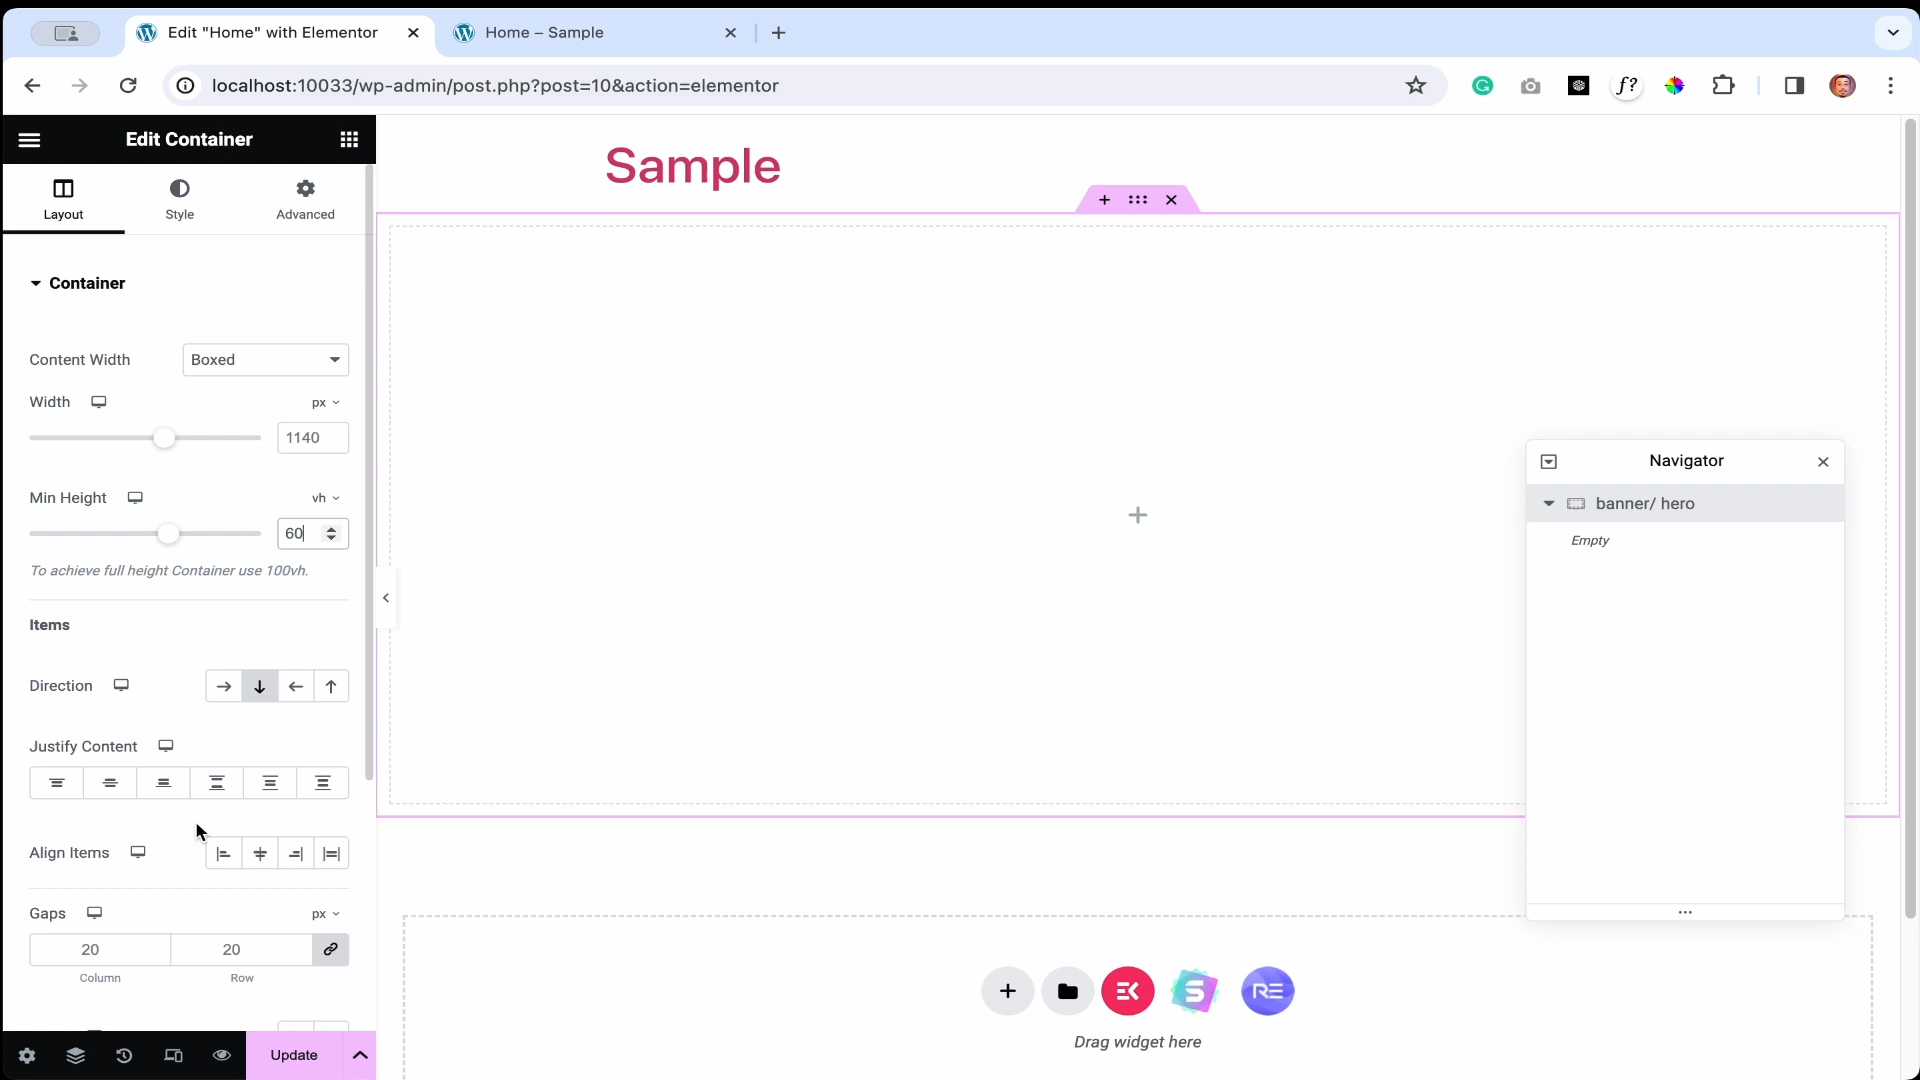 Edit "Home" with Elementor
Home – Sample
localhost:10033/wp-admin/post.php?post=10&action=elementor
f?
Edit Container
Layout
Style
Advanced
Container
Content Width
Boxed
Width
px
1140
Min Height
vh
60
To achieve full height Container use 100vh.
Items
Direction
Justify Content
Align Items
Gaps
px
20
20
Column
Row
Update
Sample
Navigator
banner/ hero
Empty
S
RE
Drag widget here